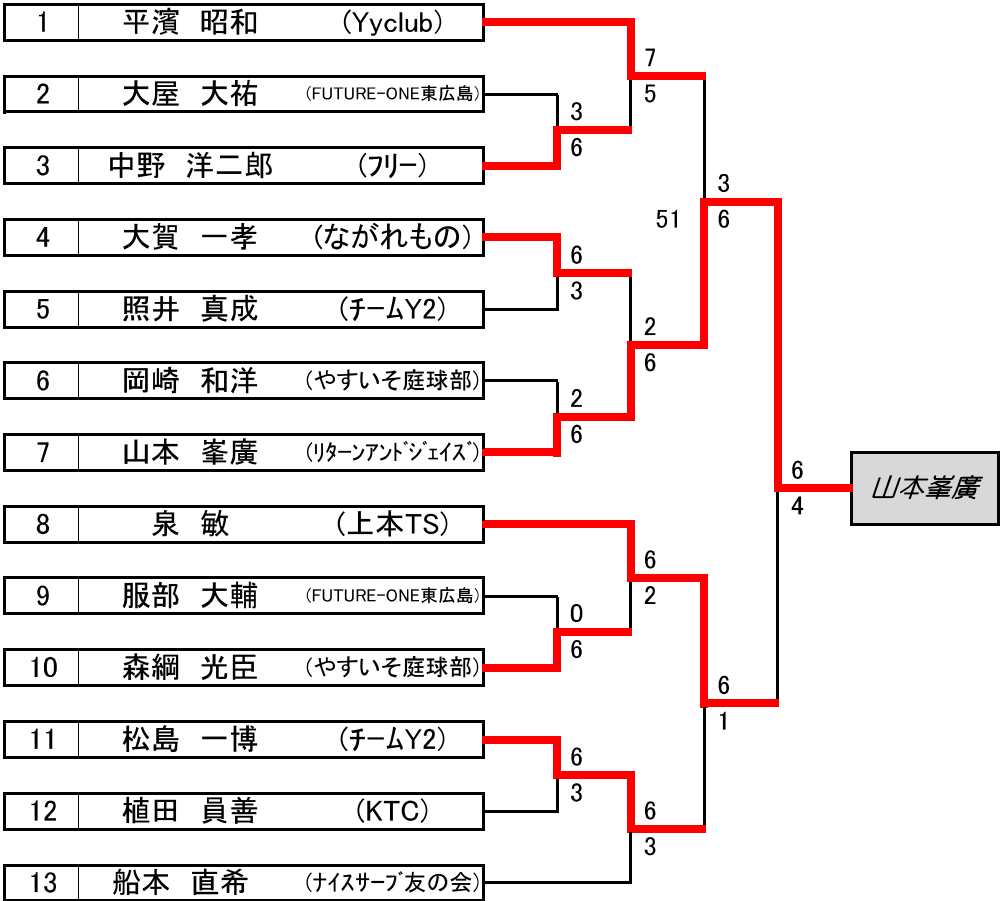 1 平濱 昭和 (Yyclub)
7
2 大屋 大祐 (FUTURE-ONE東広島)
5
3
6
3 中野 洋二郎 (フリー)
3
51 6
4 大賀 一孝 (ながれもの)
6
3
5 照井 真成 (チームY2)
2
6
6 岡崎 和洋 (やすいそ庭球部)
2
6
7 山本 峯廣 (リターンアンドジェイズ)
6
山本峯廣
4
8 泉 敏 (上本TS)
6
9 服部 大輔 (FUTURE-ONE東広島)
2
0
6
10 森綱 光臣 (やすいそ庭球部)
6
1
11 松島 一博 (チームY2)
6
3
12 植田 員善 (KTC)
6
3
13 船本 直希 (ナイスサーブ友の会)